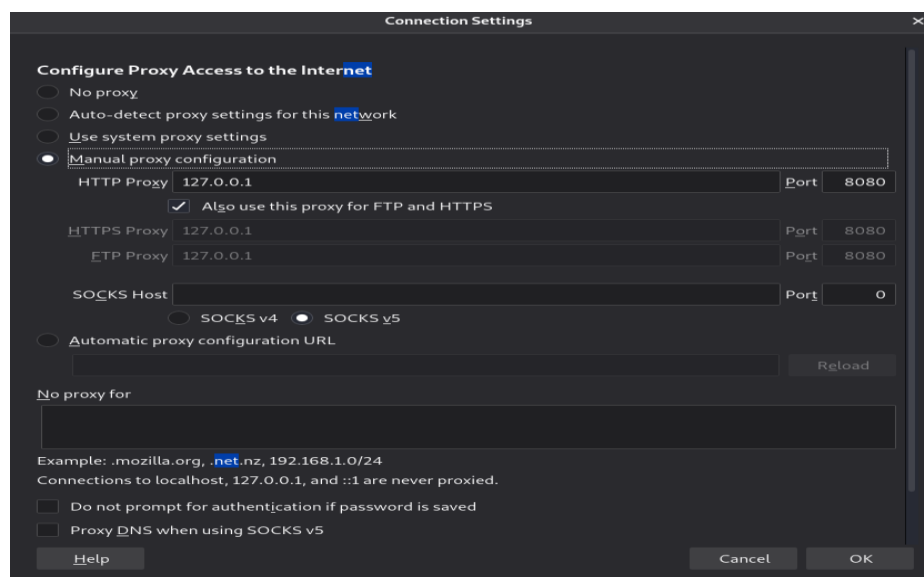 Connection Settings ×
Configure Proxy Access to the Internet
No proxy
Auto-detect proxy settings for this network
Use system proxy settings
Manual proxy configuration
HTTP Proxy 127.0.0.1 Port 8080
Also use this proxy for FTP and HTTPS
HTTPS Proxy 127.0.0.1 Port 8080
FTP Proxy 127.0.0.1 Port 8080
SOCKS Host Port 0
SOCKS v4 SOCKS v5
Automatic proxy configuration URL
Reload
No proxy for
Example: .mozilla.org, .net.nz, 192.168.1.0/24
Connections to localhost, 127.0.0.1, and ::1 are never proxied.
Do not prompt for authentication if password is saved
Proxy DNS when using SOCKS v5
Help Cancel OK